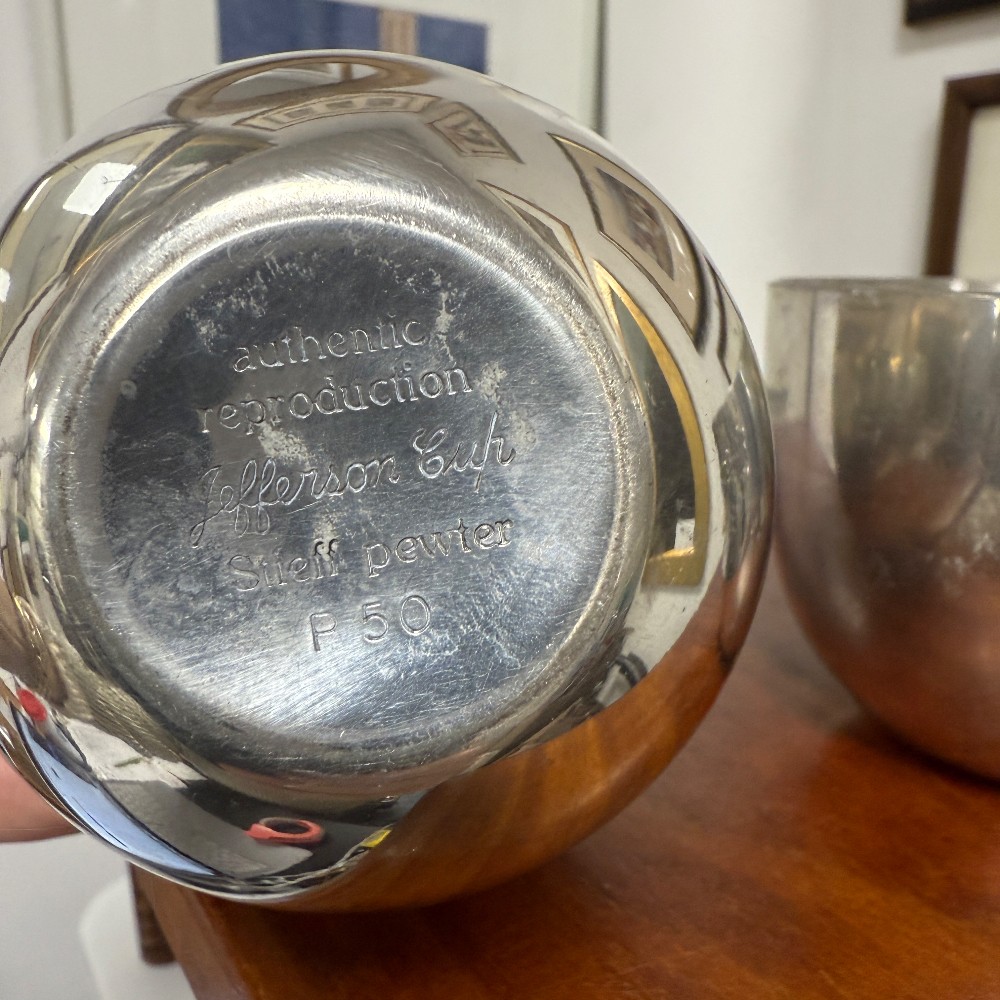 authentic
reproduction
Jefferson Cup
Stieff pewter
P 50